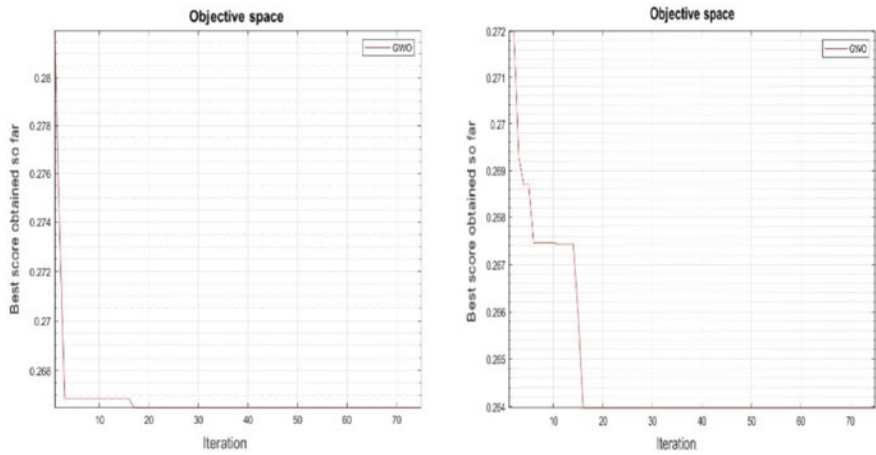 Objective space
GWO
0.28
0.278
0.276
0.274
0.272
0.27
0.268
Best score obtained so far
10 20 30 40 50 60 70
Iteration
Objective space
GWO
0.272
0.271
0.27
0.269
0.268
0.267
0.266
0.265
0.264
Best score obtained so far
10 20 30 40 50 60 70
Iteration